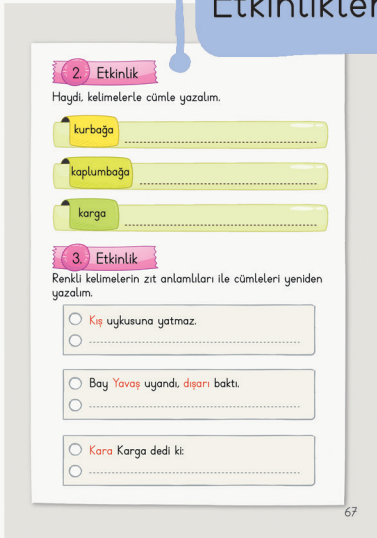 Etkinlikler
2. Etkinlik
Haydi, kelimelerle cümle yazalım.
kurbağa
kaplumbağa
karga
3. Etkinlik
Renkli kelimelerin zıt anlamlıları ile cümleleri yeniden
yazalım.
Kış uykusuna yatmaz.
Bay Yavaş uyandı, dışarı baktı.
Kara Karga dedi ki:
67